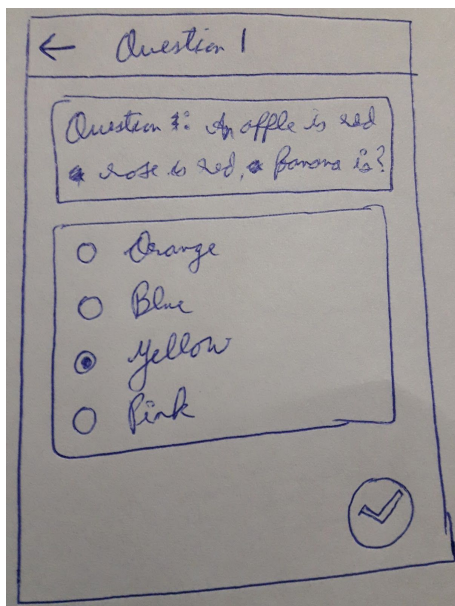 Question 1
Question 1: An apple is red
a rose is red, a banana is?
Orange
Blue
Yellow
Pink